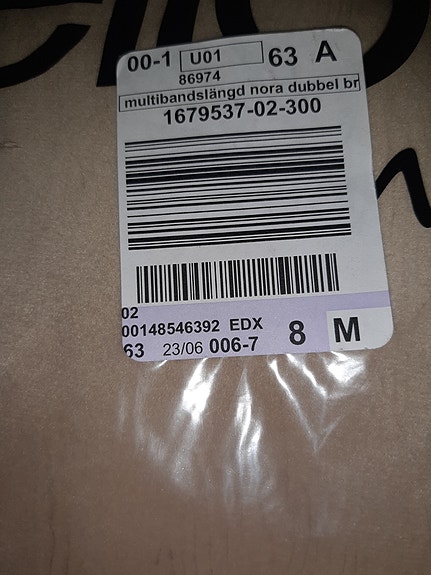 00-1 U01 63 A
86974
multibandslängd nora dubbel br
1679537-02-300
02
00148546392 EDX
63 23/06 006-7 8 M